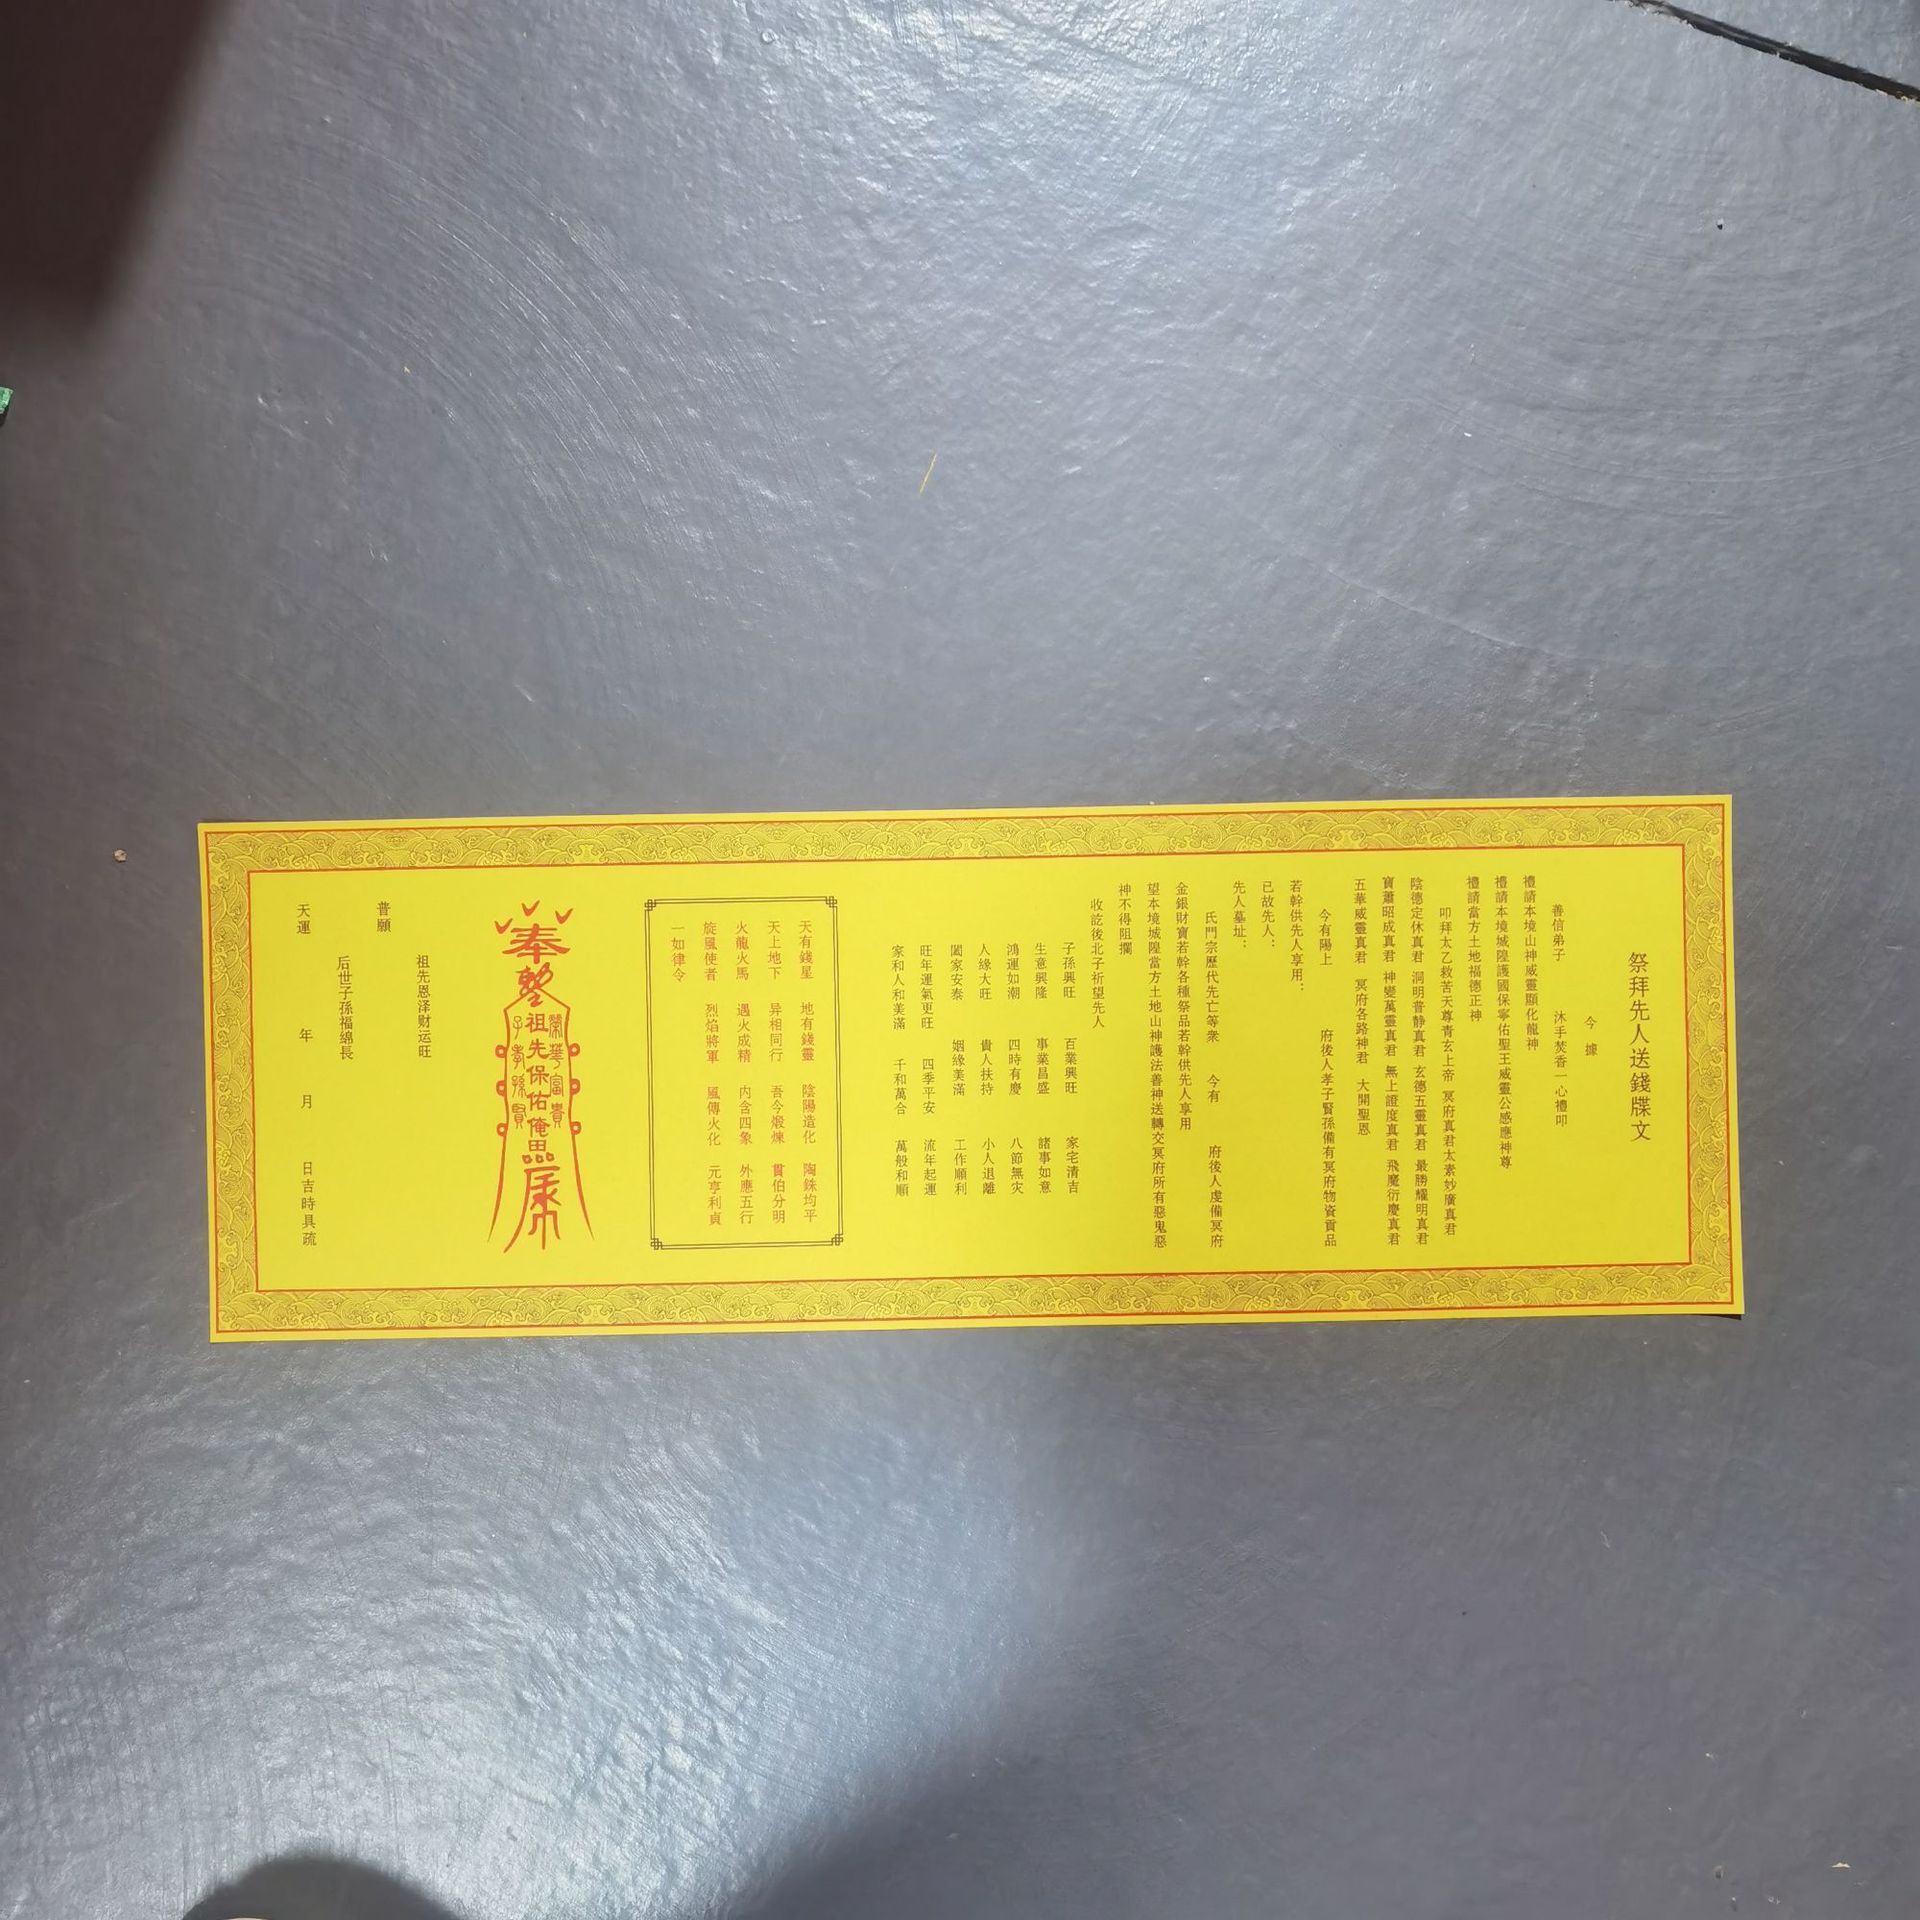 祭拜先人送錢牒文
今據
善信弟子 沐手焚香一心禮叩
禮請本境山神威靈顯化龍神
禮請本境城隍護國保寧佑聖王威靈公感應神尊
禮請當方土地福德正神
叩拜太乙救苦天尊青玄上帝 冥府真君太素妙廣真君
陰德定休真君 洞明普静真君 玄德五靈真君 最勝耀明真君
寶蕭昭成真君 神變萬靈真君 無上證度真君 飛魔衍慶真君
五華威靈真君 冥府各路神君 大開聖恩
今有陽上 府後人孝子賢孫備有冥府物資貢品
若幹供先人享用：
已故先人：
先人墓址：
氏門宗歷代先亡等衆 今有 府後人虔備冥府
金銀財寶若幹各種祭品若幹供先人享用
望本境城隍當方土地山神護法善神送轉交冥府所有惡鬼惡
神不得阻攔
收訖後北子祈望先人
子孫興旺 百業興旺 家宅清吉
生意興隆 事業昌盛 諸事如意
鴻運如潮 四時有慶 八節無灾
人緣大旺 貴人扶持 小人退離
闔家安泰 姻緣美滿 工作順利
旺年運氣更旺 四季平安 流年起運
家和人和美滿 千和萬合 萬般和順
天有錢星 地有錢靈 陰陽造化 陶銖均平
天上地下 异相同行 吾今煅煉 貫伯分明
火龍火馬 遇火成精 内含四象 外應五行
旋風使者 烈焰將軍 風傳火化 元亨利貞
一如律令
奉
榮華富貴
祖先保佑俺
子孝孫賢
祖先恩泽财运旺
普願
后世子孫福綿長
天運 年 月 日吉時具疏